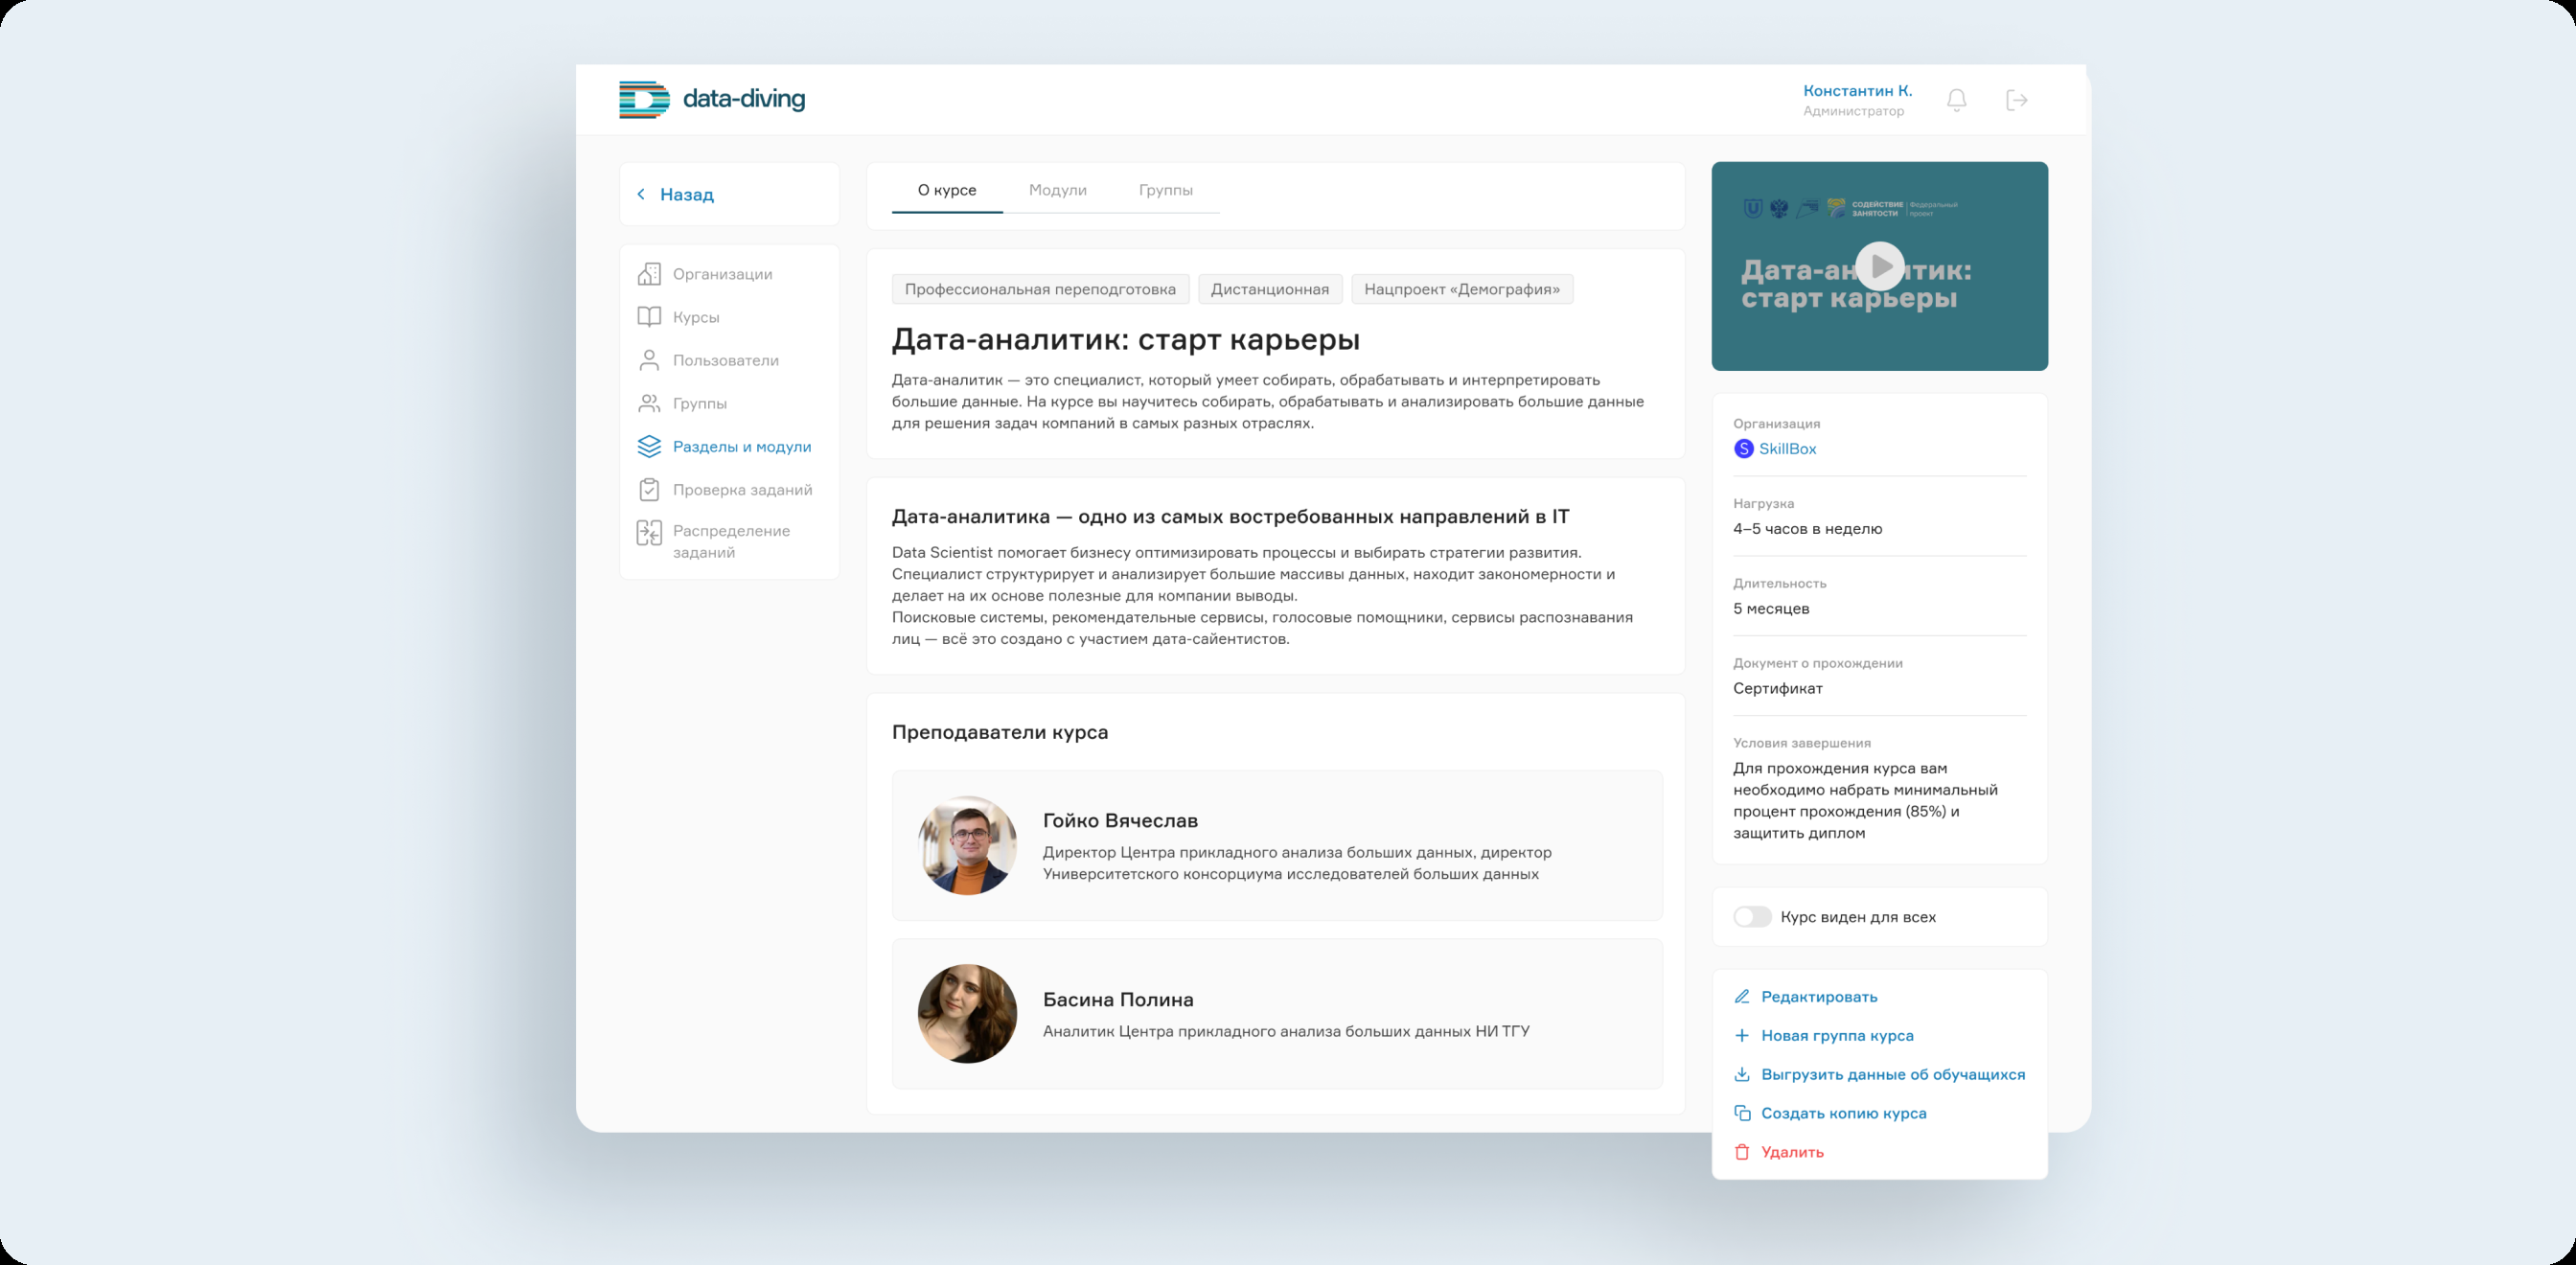 data-diving
Константин К.
Администратор
Назад
Организации
Курсы
Пользователи
Группы
Разделы и модули
Проверка заданий
Распределение
заданий
О курсе
Модули
Группы
Профессиональная переподготовка
Дистанционная
Нацпроект «Демография»
Дата-аналитик: старт карьеры
Дата-аналитик — это специалист, который умеет собирать, обрабатывать и интерпретировать
большие данные. На курсе вы научитесь собирать, обрабатывать и анализировать большие данные
для решения задач компаний в самых разных отраслях.
Дата-аналитика — одно из самых востребованных направлений в IT
Data Scientist помогает бизнесу оптимизировать процессы и выбирать стратегии развития.
Специалист структурирует и анализирует большие массивы данных, находит закономерности и
делает на их основе полезные для компании выводы.
Поисковые системы, рекомендательные сервисы, голосовые помощники, сервисы распознавания
лиц — всё это создано с участием дата-сайентистов.
Преподаватели курса
Гойко Вячеслав
Директор Центра прикладного анализа больших данных, директор
Университетского консорциума исследователей больших данных
Басина Полина
Аналитик Центра прикладного анализа больших данных НИ ТГУ
СОДЕЙСТВИЕ
ЗАНЯТОСТИ
Федеральный
проект
старт карьеры
Организация
S SkillBox
Нагрузка
4–5 часов в неделю
Длительность
5 месяцев
Документ о прохождении
Сертификат
Условия завершения
Для прохождения курса вам
необходимо набрать минимальный
процент прохождения (85%) и
защитить диплом
Курс виден для всех
Редактировать
Новая группа курса
Выгрузить данные об обучащихся
Создать копию курса
Удалить